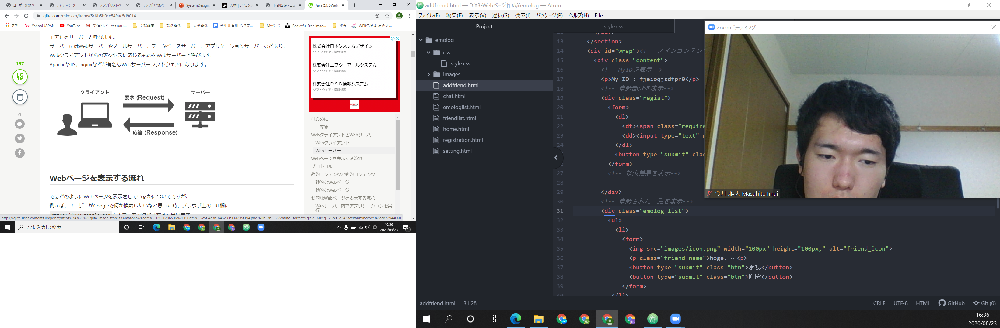 ユーザー登録ペー
チャットページ
フレンドリストペー
フレンド登録ペー
SystemDesign.
人物 | アイコン
下部固定メニュ
JavaによるWeb
qiita.com/mkdkkn/items/5c8b5b0ce549ac5d9014
アプリ
Yahoo! JAPAN
YouTube
受信トレイ - tes4001...
文献調査
就活関係
大学関係
学生共有用リンク集...
Myページ
Beautiful Free Imag...
楽天
WEB色見本 原色大...
ェア）をサーバーと呼びます。
サーバーにはWebサーバーやメールサーバー、データベースサーバー、アプリケーションサーバーなどあり、
Webクライアントからのアクセスに応じるものをWebサーバーと呼びます。
ApacheやIIS、nginxなどが有名なWebサーバーソフトウェアになります。
197
LG
TM
0
クライアント
要求 (Request)
サーバー
応答 (Response)
Webページを表示する流れ
ではどのようにWebページを表示させているかについてですが、
例えば、ユーザーがGoogleで何か検索したいなと思った時、ブラウザ上のURL欄に
https://www.google.com と入力してアクセスすると思います
株式会社日本システムデザイン
ソフトウェア・情報処理
株式会社エフシーアールシステム
ソフトウェア・情報処理
株式会社ＤＳＢ情報システム
ソフトウェア・情報処理
はじめに
対象
WebクライアントとWebサーバー
Webクライアント
Webサーバー
Webページを表示する流れ
プロトコル
静的コンテンツと動的コンテンツ
静的なWebページ
動的なWebページ
動的なWebページを表示する流れ
Webサーバー内でアプリケーションを実
行
https://qiita-user-contents.imgix.net/https%3A%2F%2Fqiita-image-store.s3.amazonaws.com%2F0%2F296506%2F190df5b7-5c5f-4c3b-b452-6b11a235f194.png?ixlib=rb-1.2.2&auto=format&gif-q=60&q=75&s=d343acebabb9bccbcf948acd72944060
ここに入力して検索
16:36
2020/08/23
1
addfriend.html — D:¥3-Webページ作成¥emolog — Atom
ファイル(F) 編集(E) 表示(V) 選択(S) 検索(I) パッケージ(P) ヘルプ(H) File
Project
emolog
css
style.css
images
addfriend.html
chat.html
emologlist.html
friendlist.html
home.html
registration.html
setting.html
style.css
12 </div>
13 </section>
14 <div id="wrap"><!-- メインコンテンツ
15 <div class="content">
16 <!-- MyIDを表示-->
17 <p>My ID : fjeioqjsdfpr0</p>
18 <!-- 申請部分を表示-->
19 <div class="regist">
20 <form>
21 <dl>
22 <dt><span class="require
23 <dd><input type="text" n
24 </dl>
<button type="submit" clas
</form>
27 <!-- 検索結果を表示-->
28
29 </div>
30 <!-- 申請された一覧を表示-->
31 <div class="emolog-list">
32 <ul>
33 <li>
34 <form>
35 <img src="images/icon.png" width="100px" height="100px;" alt="friend_icon">
36 <p class="friend-name">hogeさん<p>
37 <button type="submit" class="btn">承認</button>
38 <button type="submit" class="btn">削除</button>
39 </form>
40 </li>
Zoom ミーティング
今井 雅人 Masahito Imai
addfriend.html 31:28
CRLF UTF-8 HTML GitHub Git (0)
16:36
2020/08/23